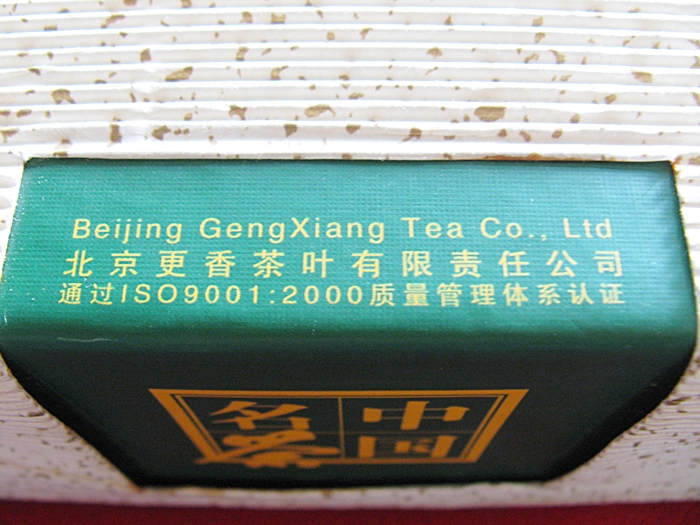 Beijing GengXiang Tea Co., Ltd
北京更香茶叶有限责任公司
通过ISO9001:2000质量管理体系认证
中国
名茶